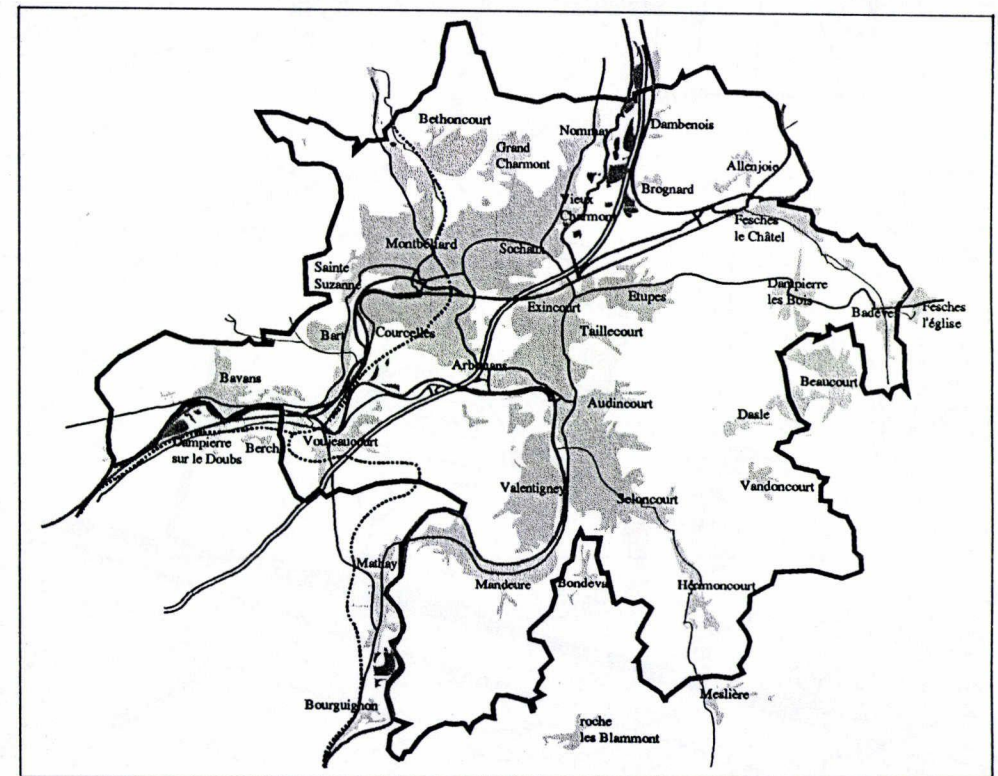 Bethoncourt
Grand
Charmont
Nommay
Dambenois
Allenjoie
Brognard
Vieux
Charmont
Fesches
le Châtel
Montbéliard
Sochaux
Sainte
Suzanne
Dampierre
les Bois
Etupes
Exincourt
Badevel
Fesches
l'église
Bart
Courcelles
Taillecourt
Arbouans
Bavans
Beaucourt
Audincourt
Dasle
Dampierre
sur le Doubs
Berche
Voujeaucourt
Valentigney
Seloncourt
Vandoncourt
Mathay
Mandeure
Bondeval
Hérimoncourt
Meslière
Bourguignon
roche
les Blammont